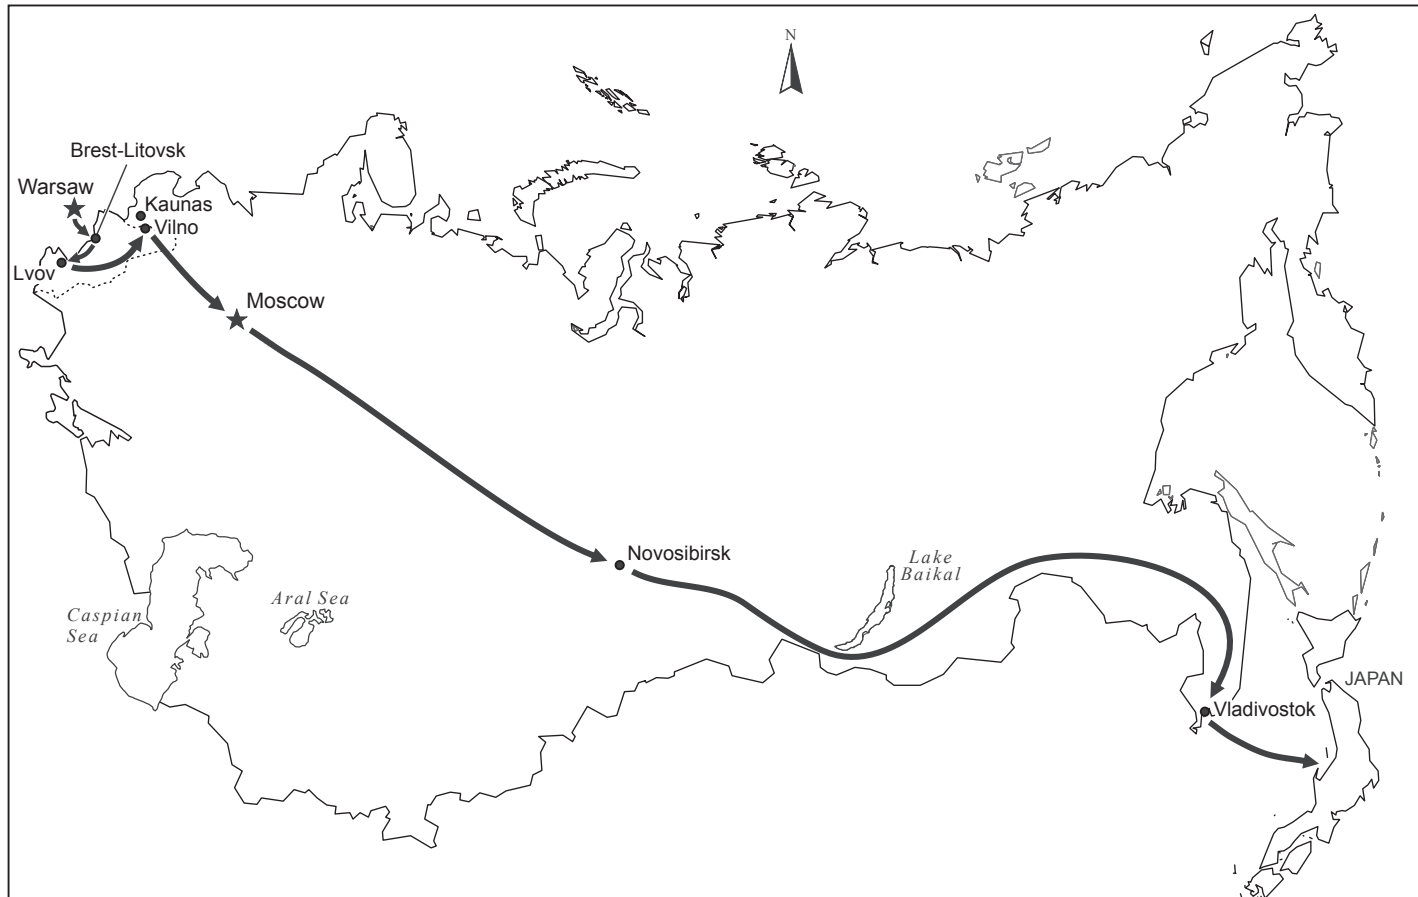 N
Brest-Litovsk
Warsaw
Kaunas
Vilno
Lvov
Moscow
Novosibirsk
Lake
Baikal
Aral Sea
Caspian
Sea
JAPAN
Vladivostok